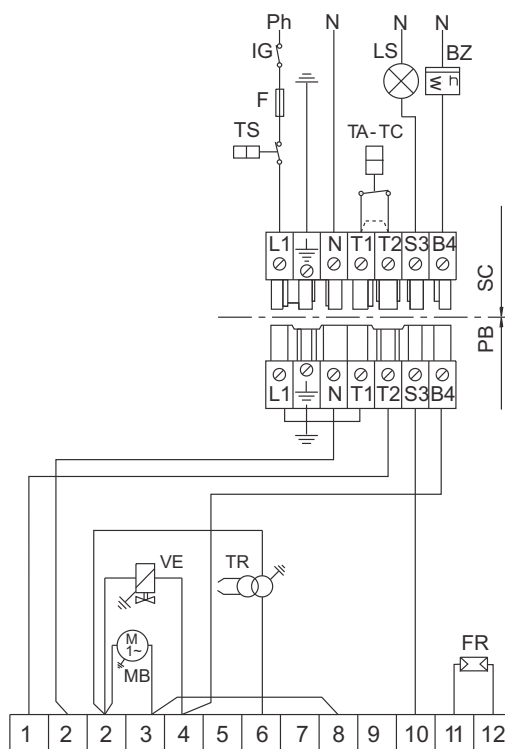 Ph N N N
IG LS BZ
F
TS TA-TC
L1 N T1 T2 S3 B4
SC
PB
L1 N T1 T2 S3 B4
VE TR
M
1~
MB FR
1 2 2 3 4 5 6 7 8 9 10 11 12